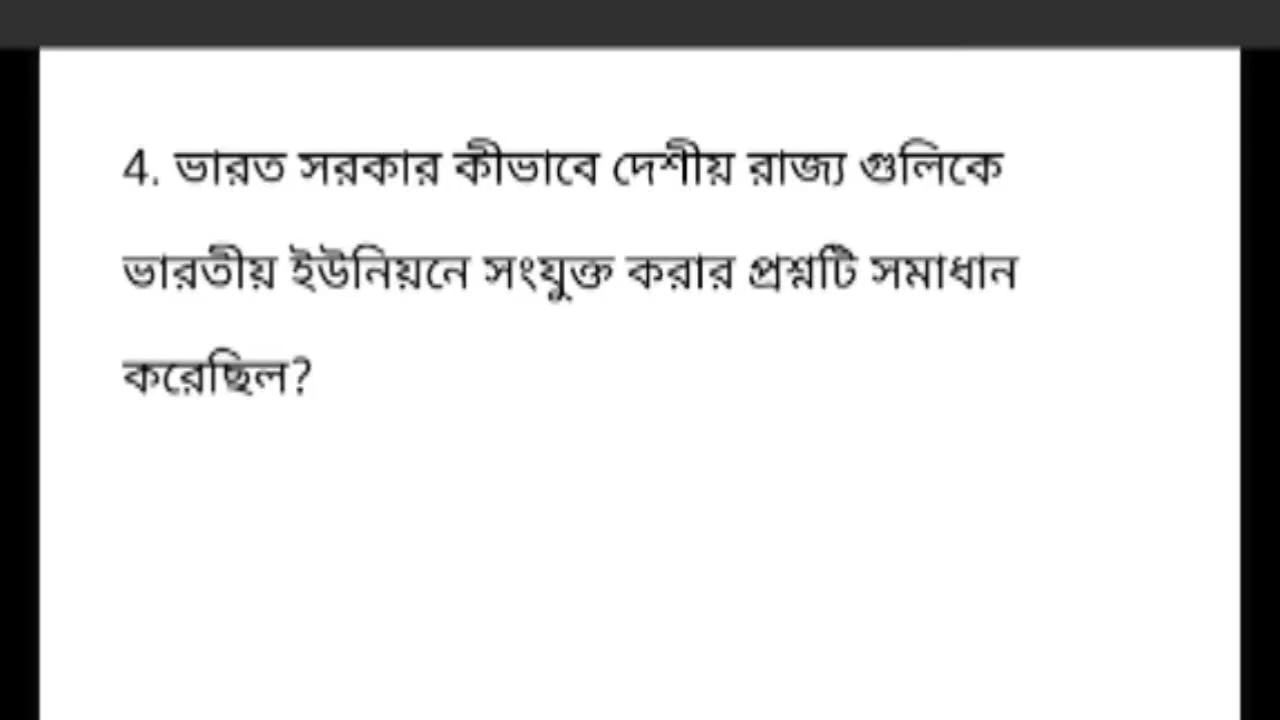 4. ভারত সরকার কীভাবে দেশীয় রাজ্য গুলিকে
ভারতীয় ইউনিয়নে সংযুক্ত করার প্রশ্নটি সমাধান
করেছিল?